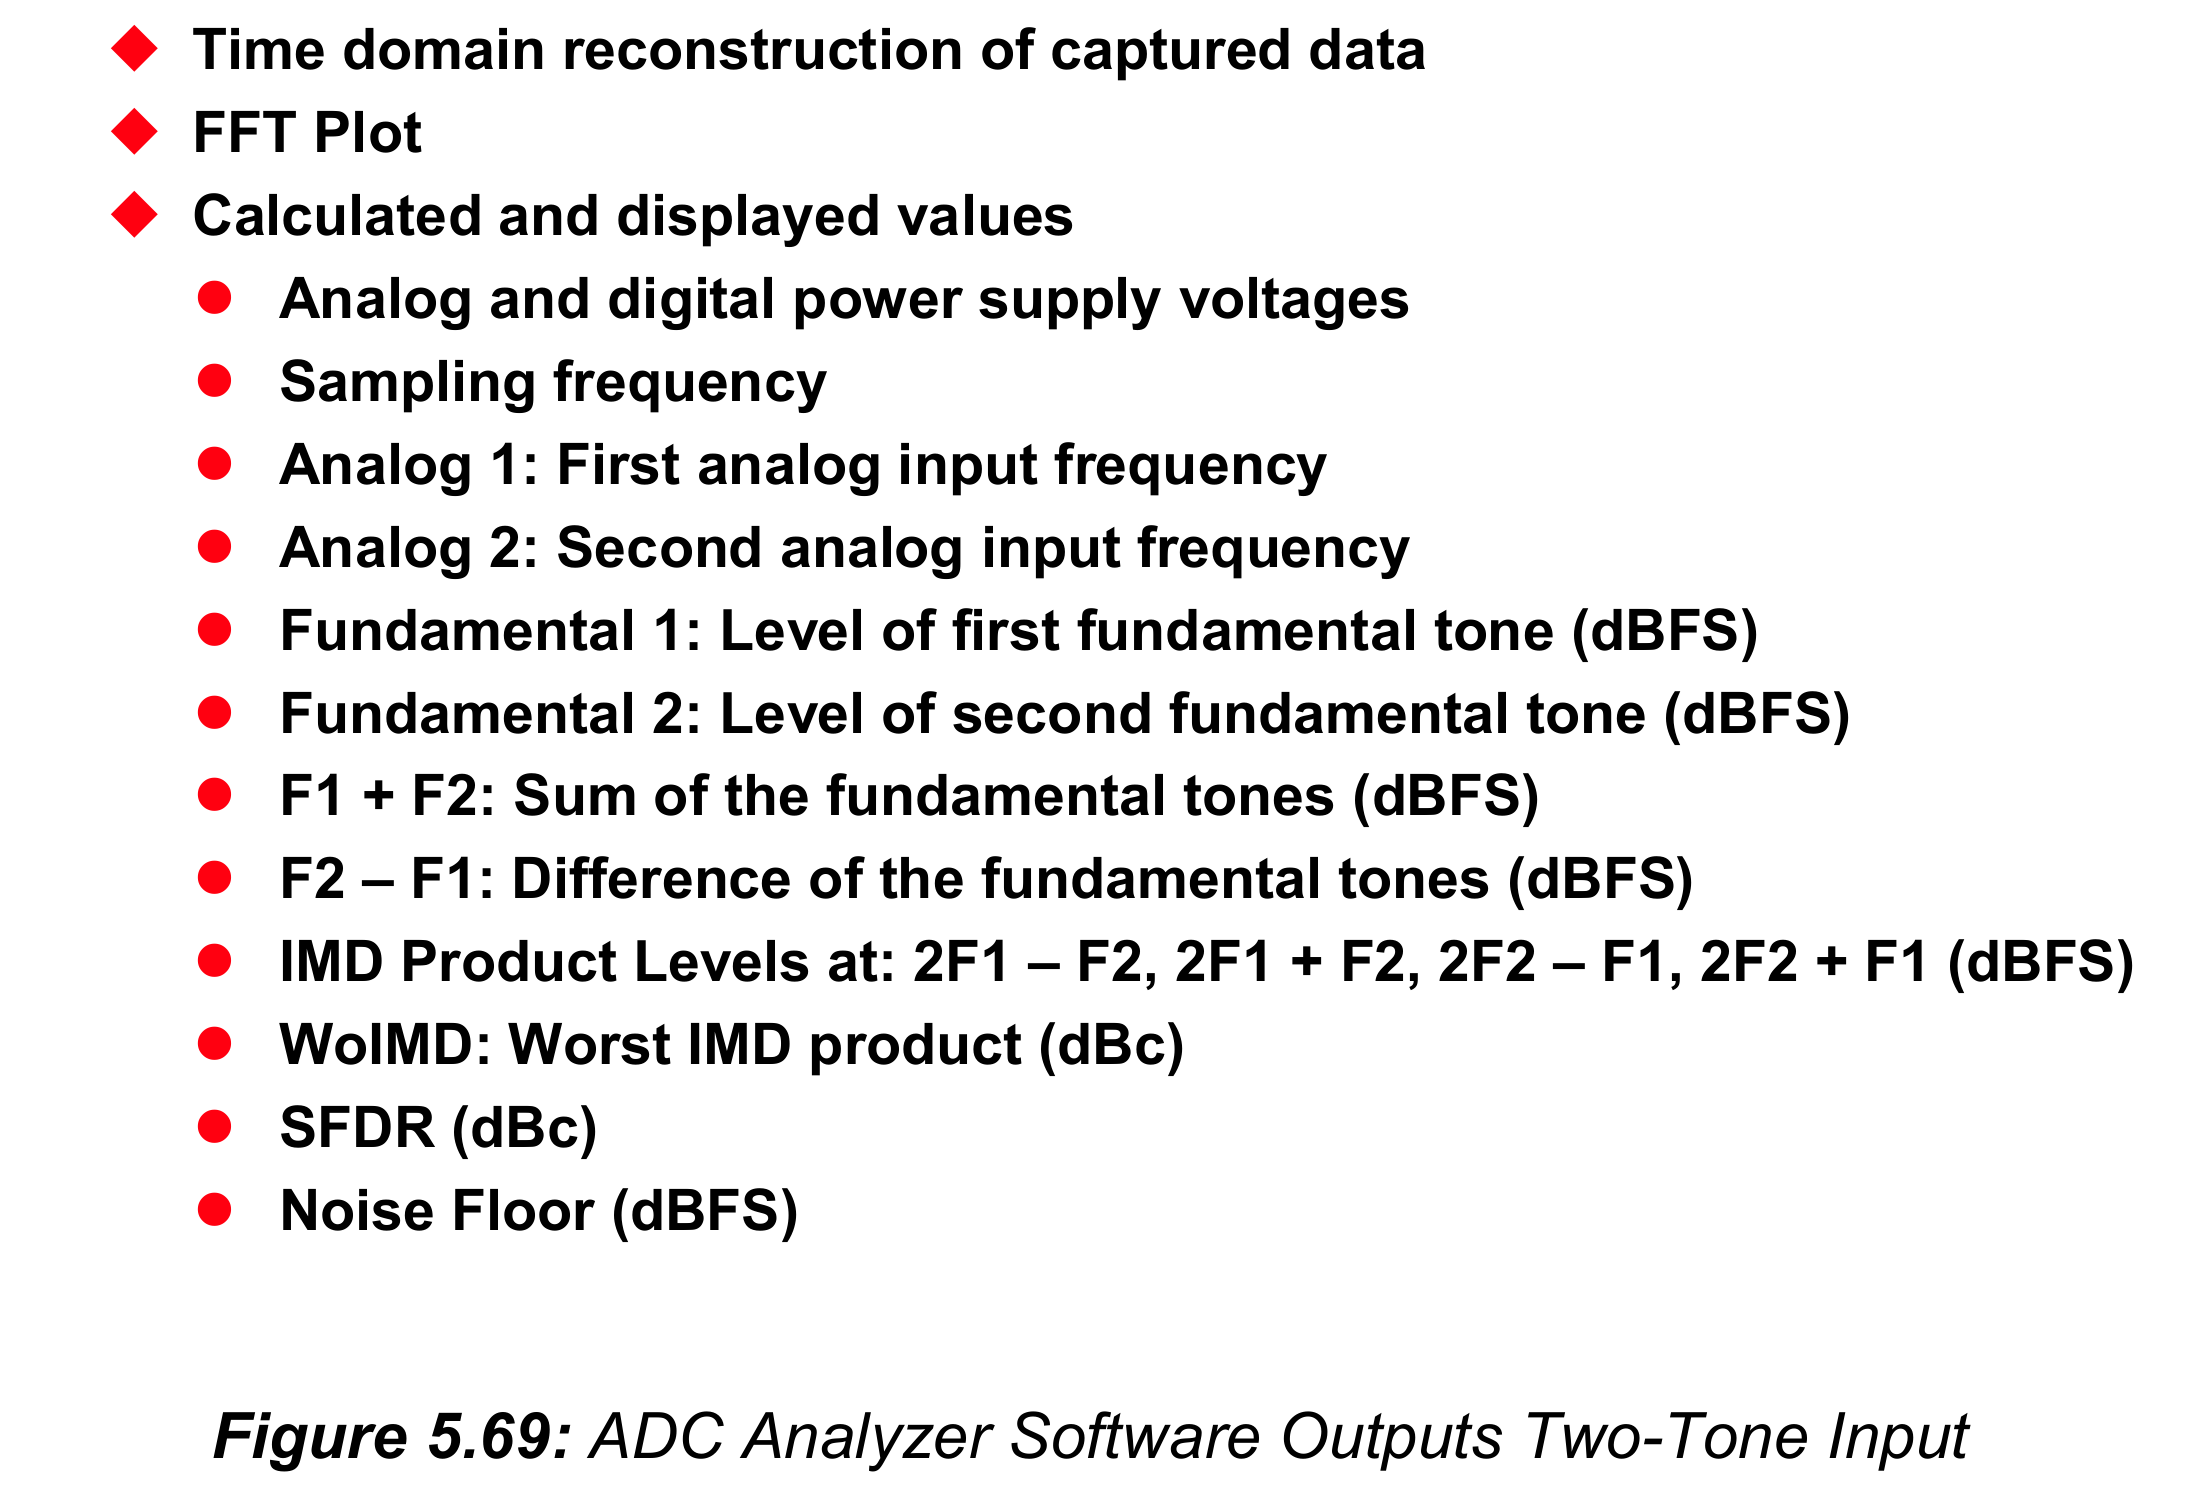 Time domain reconstruction of captured data
FFT Plot
Calculated and displayed values
Analog and digital power supply voltages
Sampling frequency
Analog 1: First analog input frequency
Analog 2: Second analog input frequency
Fundamental 1: Level of first fundamental tone (dBFS)
Fundamental 2: Level of second fundamental tone (dBFS)
F1 + F2: Sum of the fundamental tones (dBFS)
F2 – F1: Difference of the fundamental tones (dBFS)
IMD Product Levels at: 2F1 – F2, 2F1 + F2, 2F2 – F1, 2F2 + F1 (dBFS)
WoIMD: Worst IMD product (dBc)
SFDR (dBc)
Noise Floor (dBFS)
Figure 5.69: ADC Analyzer Software Outputs Two-Tone Input